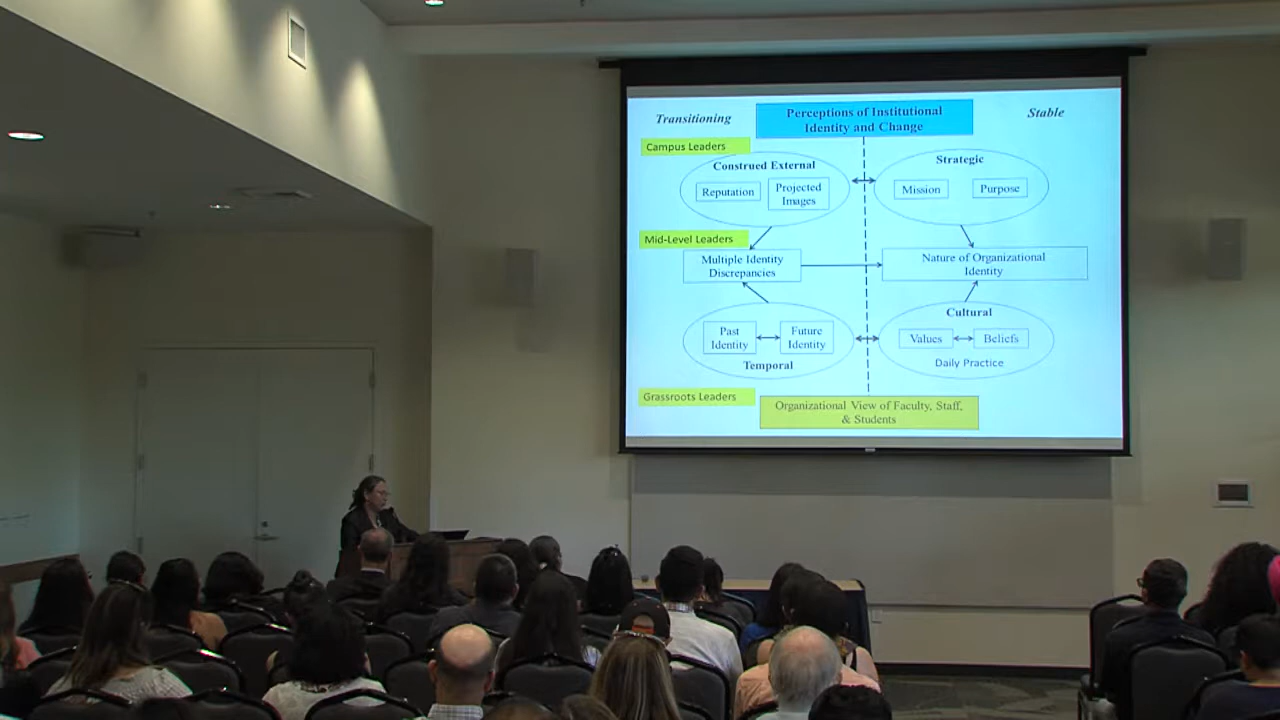 Transitioning
Perceptions of Institutional
Identity and Change
Stable
Campus Leaders
Construed External
Reputation
Projected
Images
Strategic
Mission
Purpose
Mid-Level Leaders
Multiple Identity
Discrepancies
Nature of Organizational
Identity
Past
Identity
Future
Identity
Temporal
Cultural
Values
Beliefs
Daily Practice
Grassroots Leaders
Organizational View of Faculty, Staff,
& Students